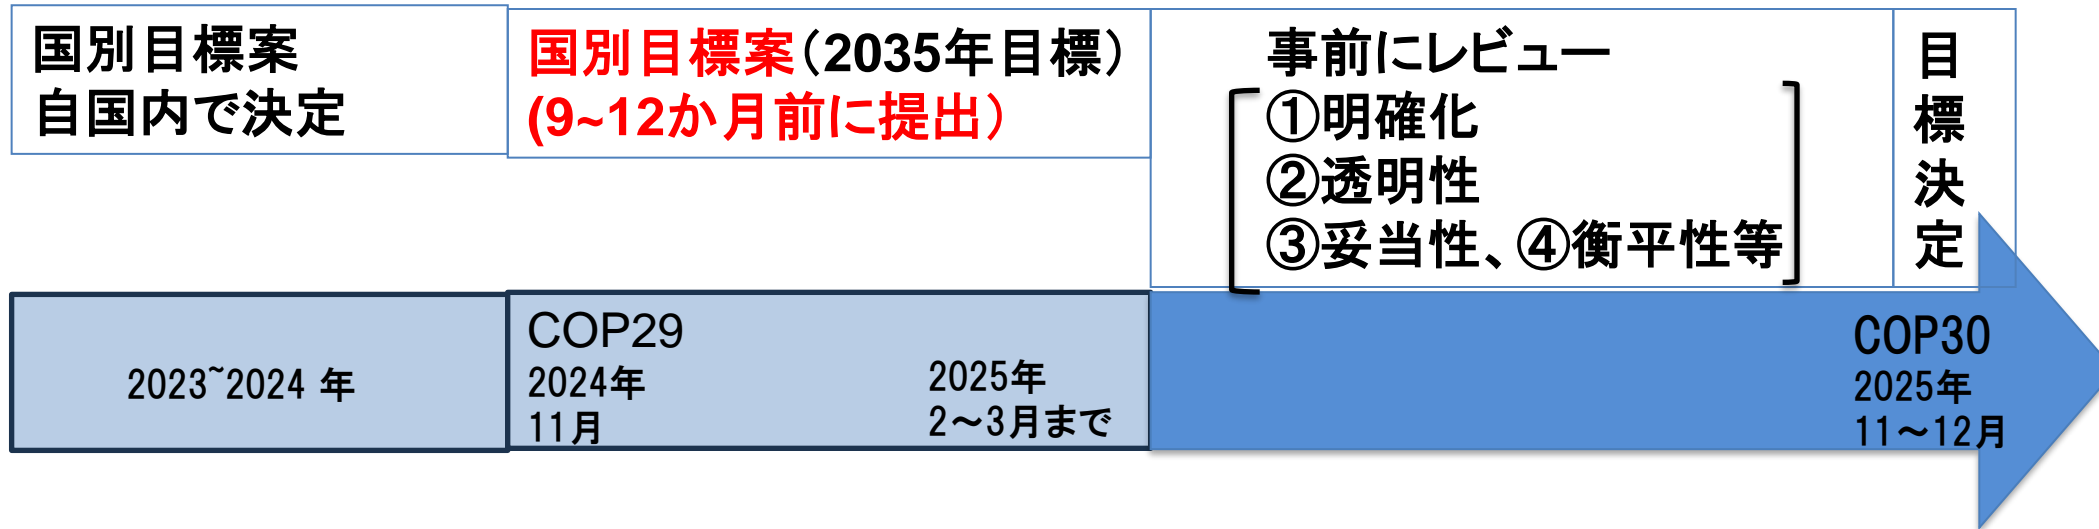 国別目標案
自国内で決定
国別目標案（2035年目標）
(9~12か月前に提出）
事前にレビュー
①明確化
②透明性
③妥当性、④衡平性等
目標決定
2023~2024 年
COP29
2024年
11月
2025年
2～3月まで
COP30
2025年
11～12月